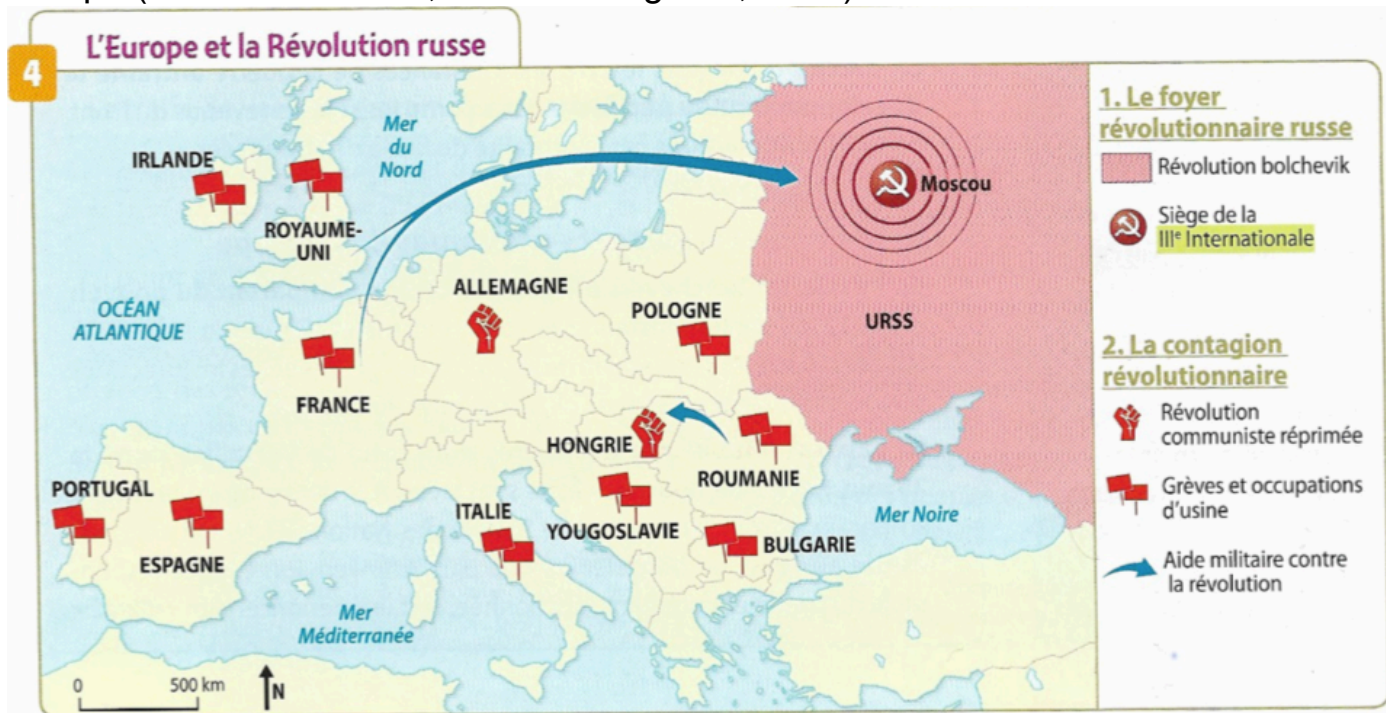 4
L'Europe et la Révolution russe
IRLANDE
ROYAUME-
UNI
Mer
du
Nord
Moscou
OCÉAN
ATLANTIQUE
ALLEMAGNE
POLOGNE
URSS
FRANCE
HONGRIE
ROUMANIE
PORTUGAL
ESPAGNE
ITALIE
YOUGOSLAVIE
BULGARIE
Mer Noire
Mer
Méditerranée
0 500 km
N
1. Le foyer
révolutionnaire russe
Révolution bolchevik
Siège de la
IIIe Internationale
2. La contagion
révolutionnaire
Révolution
communiste réprimée
Grèves et occupations
d'usine
Aide militaire contre
la révolution